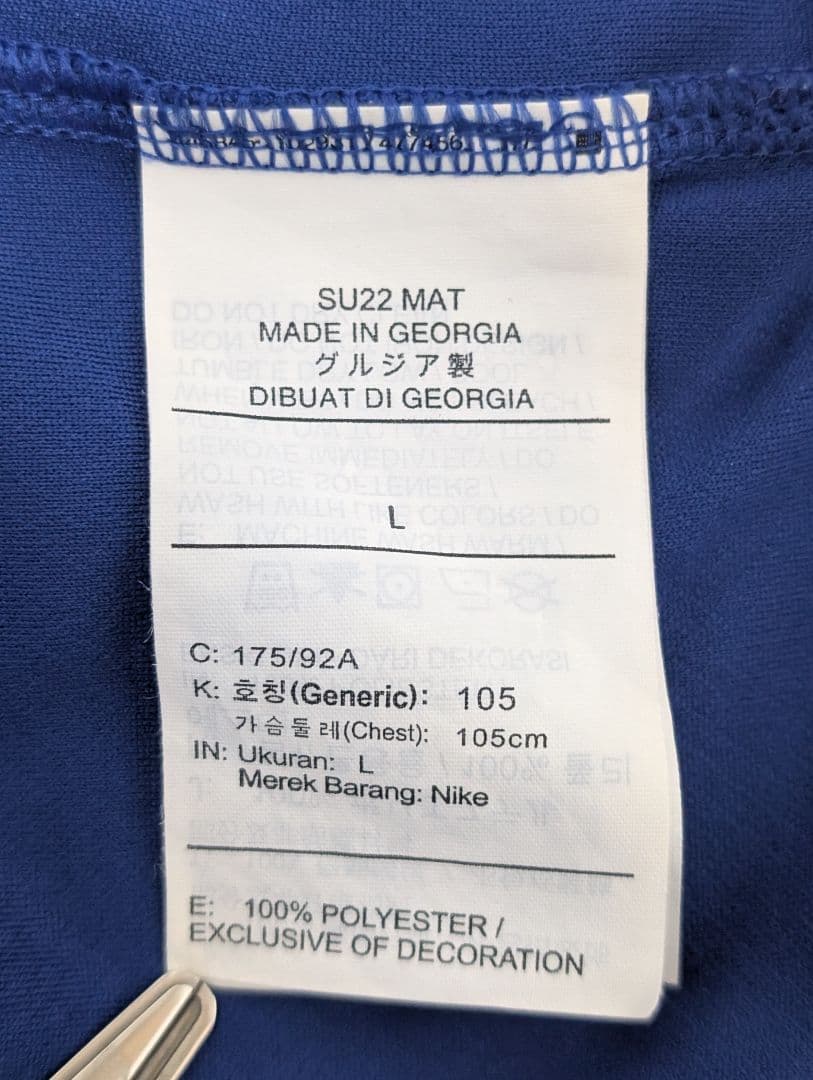 SU22 MAT
MADE IN GEORGIA
グルジア製
DIBUAT DI GEORGIA
L
C: 175/92A
K: 호칭(Generic): 105
가슴둘레(Chest): 105cm
IN: Ukuran: L
Merek Barang: Nike
E: 100% POLYESTER /
EXCLUSIVE OF DECORATION